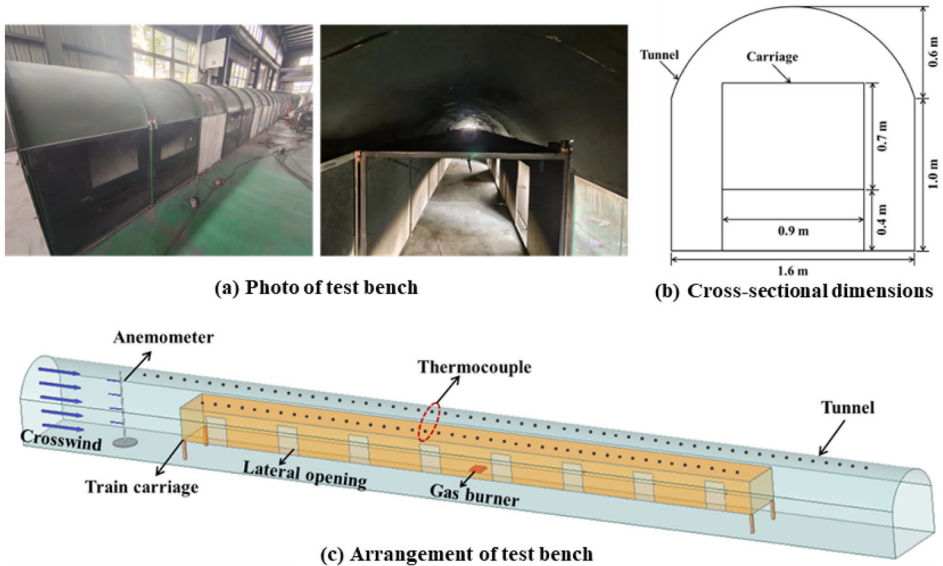 Tunnel
Carriage
0.6 m
0.7 m
1.0 m
0.4 m
0.9 m
1.6 m
(a) Photo of test bench
(b) Cross-sectional dimensions
Anemometer
Thermocouple
Tunnel
Crosswind
Train carriage
Lateral opening
Gas burner
(c) Arrangement of test bench